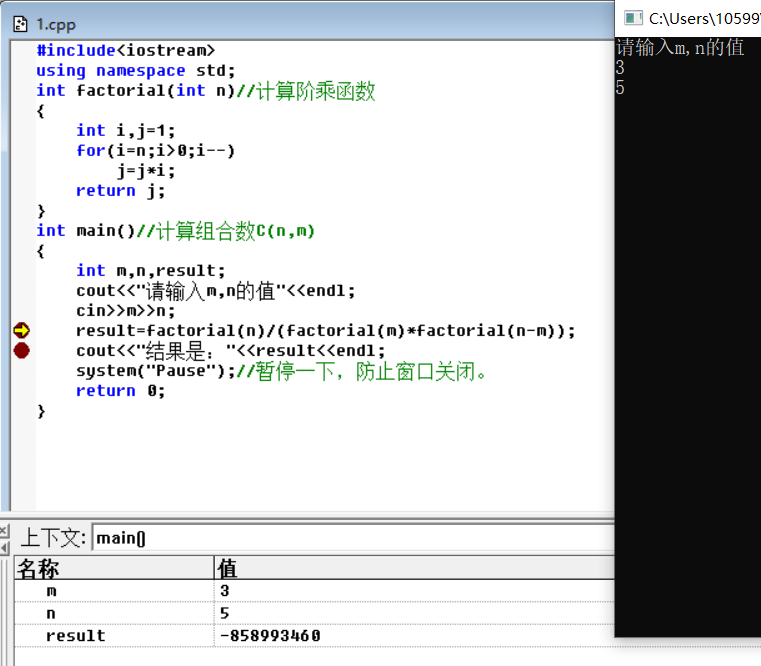 1.cpp
#include<iostream>
using namespace std;
int factorial(int n)//计算阶乘函数
{
int i,j=1;
for(i=n;i>0;i--)
j=j*i;
return j;
}
int main()//计算组合数C(n,m)
{
int m,n,result;
cout<<"请输入m,n的值"<<endl;
cin>>m>>n;
result=factorial(n)/(factorial(m)*factorial(n-m));
cout<<"结果是："<<result<<endl;
system("Pause");//暂停一下，防止窗口关闭。
return 0;
}
C:\Users\10599
请输入m,n的值
3
5
上下文: main()
名称 值
m 3
n 5
result -858993460